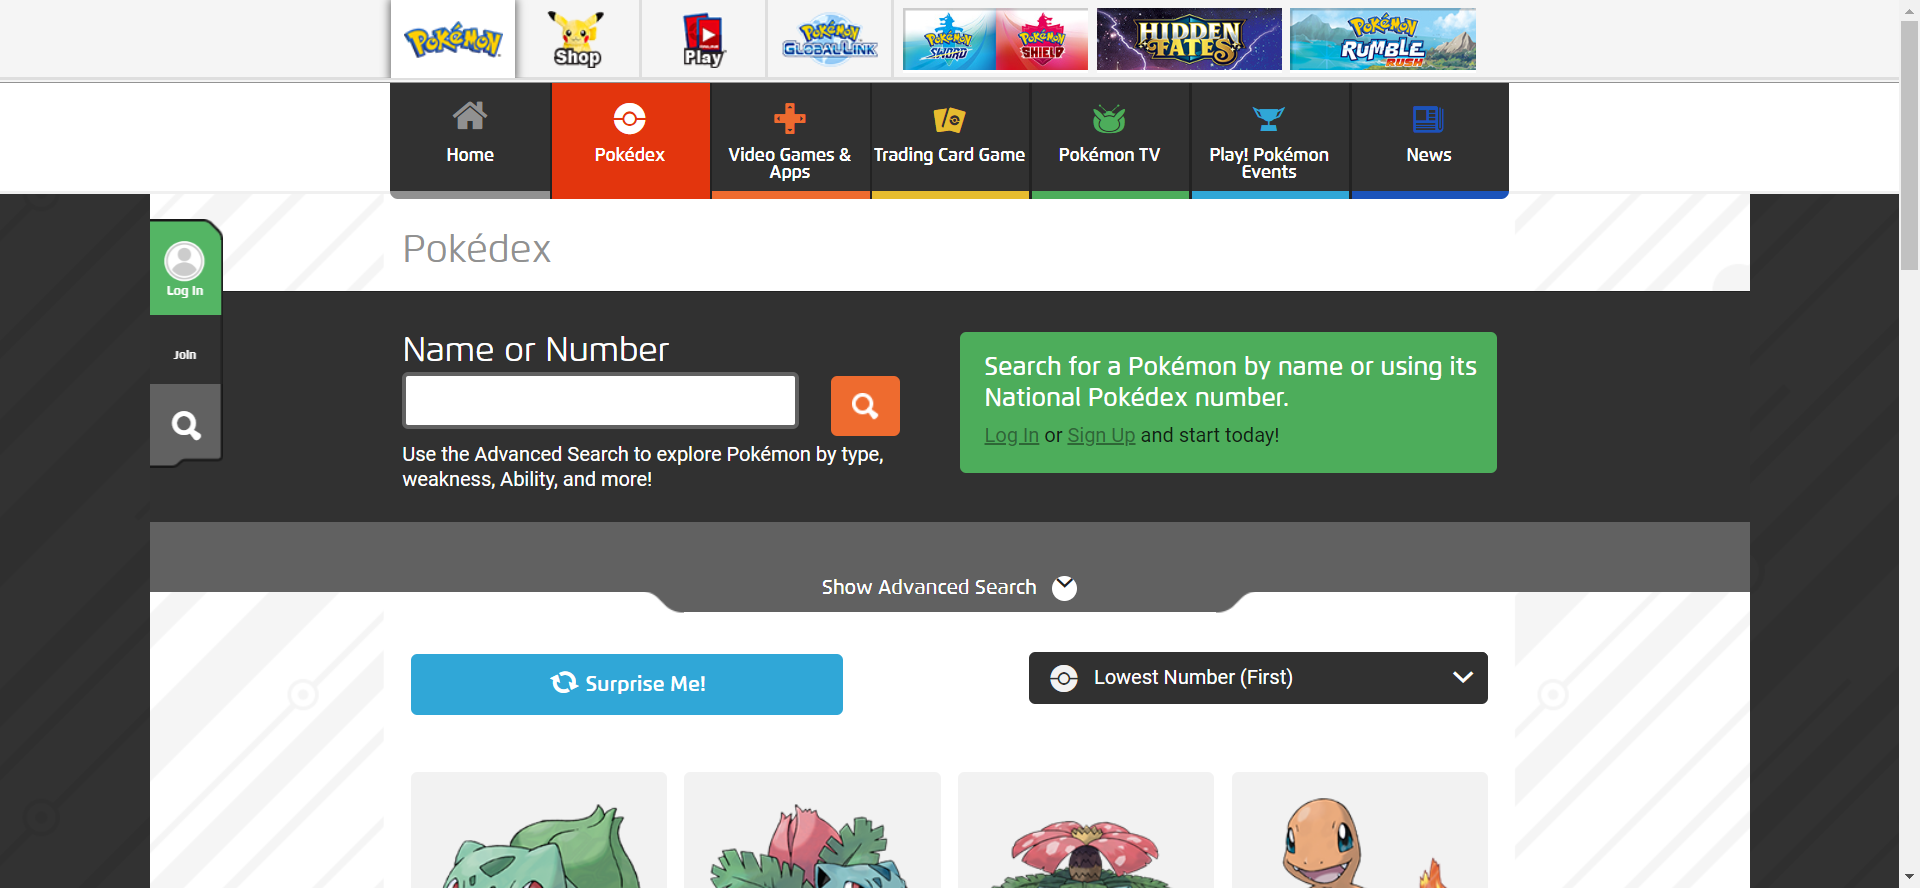 Pokémon
Shop
Play
Pokémon
GLOBAL LINK
Pokémon
SWORD
Pokémon
SHIELD
HIDDEN
FATES
Pokémon
RUMBLE
RUSH
Home
Pokédex
Video Games &
Apps
Trading Card Game
Pokémon TV
Play! Pokémon
Events
News
Pokédex
Log In
Join
Name or Number
Use the Advanced Search to explore Pokémon by type,
weakness, Ability, and more!
Search for a Pokémon by name or using its
National Pokédex number.
Log In or Sign Up and start today!
Show Advanced Search
Surprise Me!
Lowest Number (First)